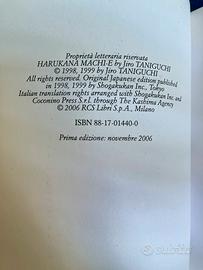 Proprietà letteraria riservata
HARUKANA MACHI-E by Jiro TANIGUCHI
© 1998, 1999 by Jiro TANIGUCHI
All rights reserved. Original Japanese edition published
in 1998, 1999 by Shogakukan Inc., Tokyo
Italian translation rights arranged with Shogakukan Inc. and
Coconino Press S.r.l. through The Kashima Agency
© 2006 RCS Libri S.p.A., Milano
ISBN 88-17-01440-0
Prima edizione: novembre 2006
subito